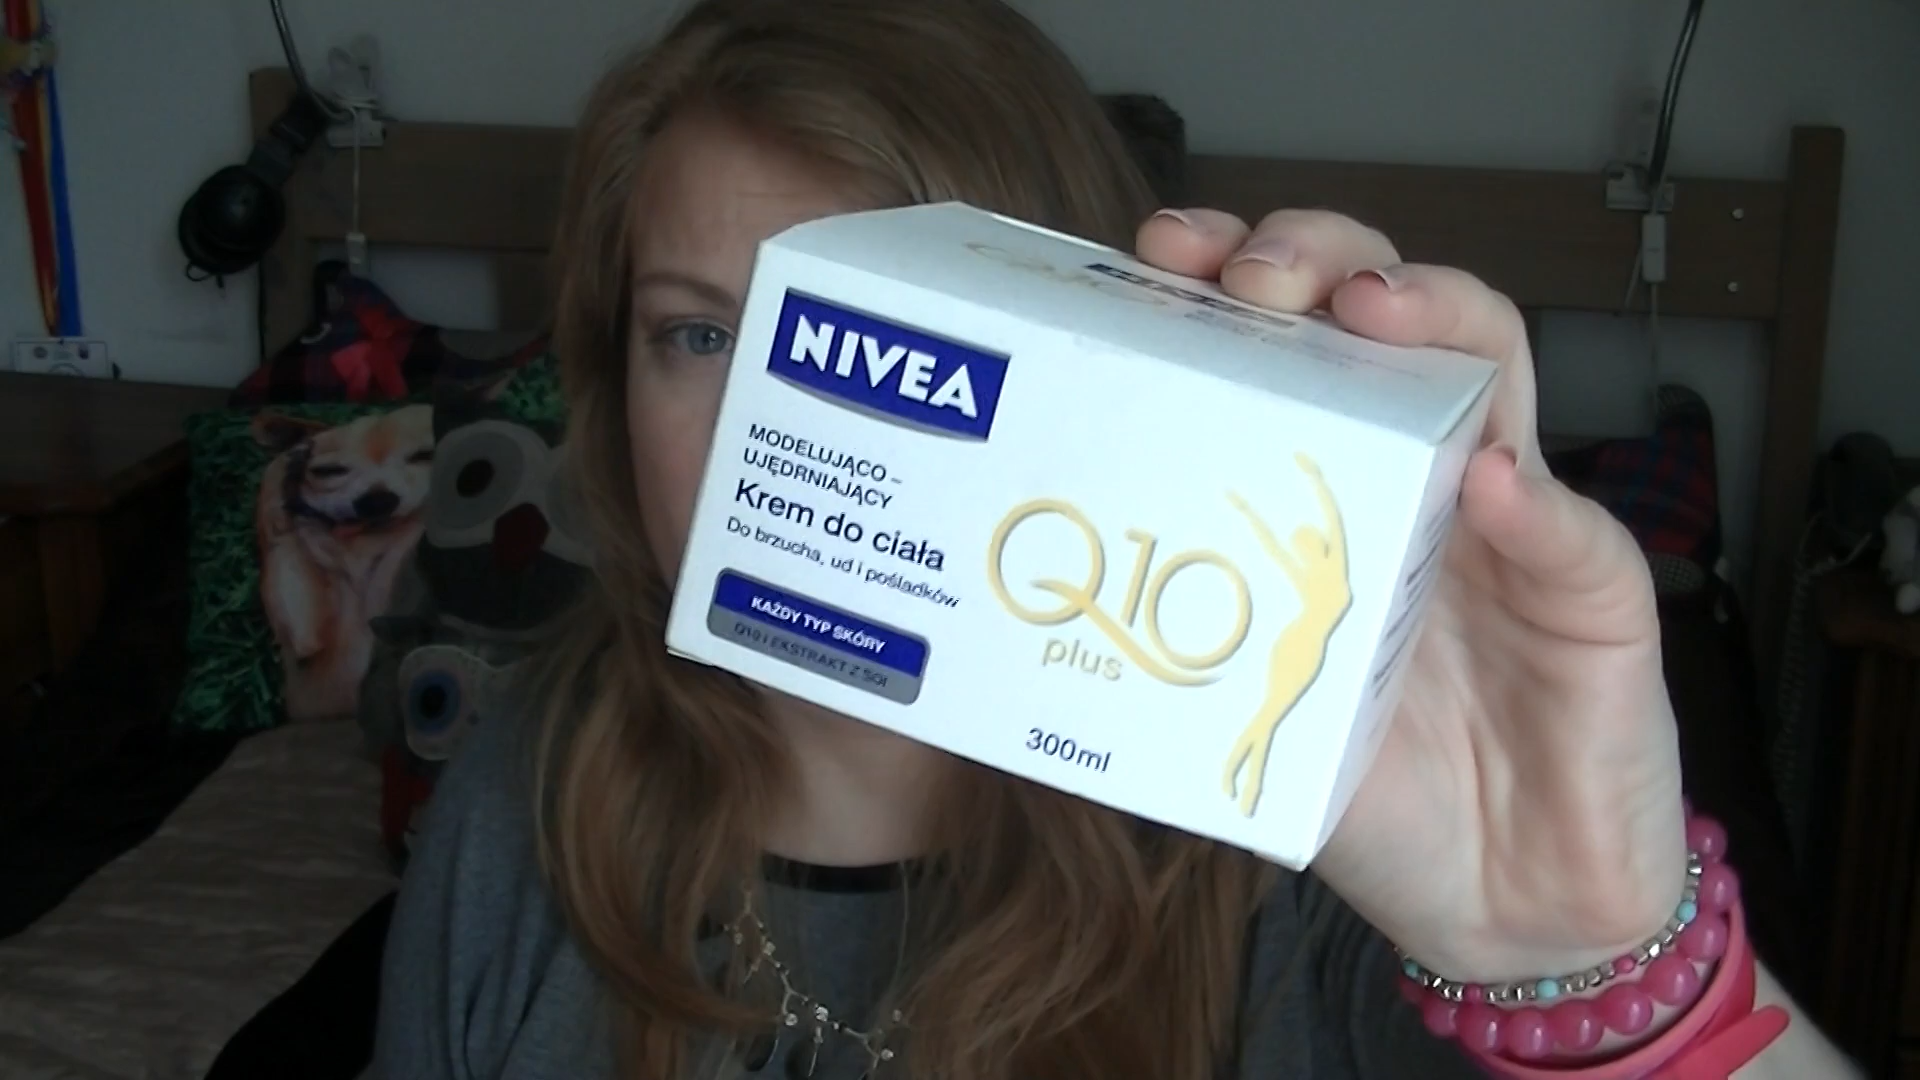 NIVEA
MODELUJĄCO –
UJĘDRNIAJĄCY
Krem do ciała
Do brzucha, ud i pośladków
KAŻDY TYP SKÓRY
Q10 I EKSTRAKT Z SOI
Q10
plus
300ml